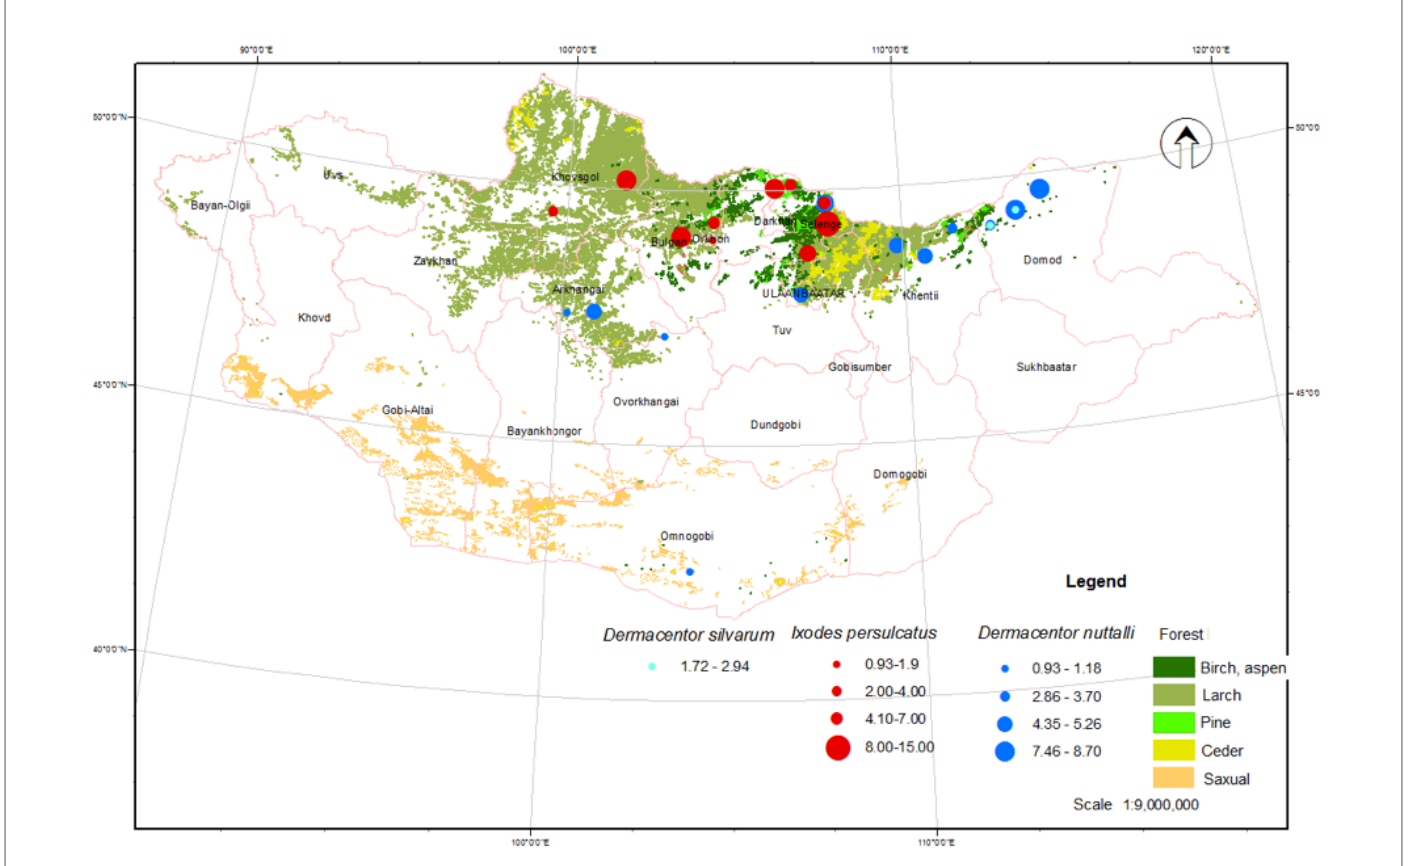 90°0'0"E 100°0'0"E 110°0'0"E 120°0'0"E
50°0'0"N
50°0'0
Khovsgol
Uvs
Bayan-Olgii
Darkhan Selenge
Bulgan Orkhon
Zavkhan
Domod
Arkhangai
ULAANBAATAR
Khentii
Khovd
Tuv
Gobisumber
Sukhbaatar
45°0'0"N
45°0'0
Ovorkhangai
Gobi-Altai
Dundgobi
Bayankhongor
Dornogobi
Omnogobi
Legend
Dermacentor silvarum Ixodes persulcatus Dermacentor nuttalli Forest
1.72 - 2.94 0.93-1.9 0.93 - 1.18 Birch, aspen
2.00-4.00 2.86 - 3.70 Larch
4.10-7.00 4.35 - 5.26 Pine
8.00-15.00 7.46 - 8.70 Ceder
Saxual
Scale 1:9,000,000
40°0'0"N
100°0'0"E 110°0'0"E